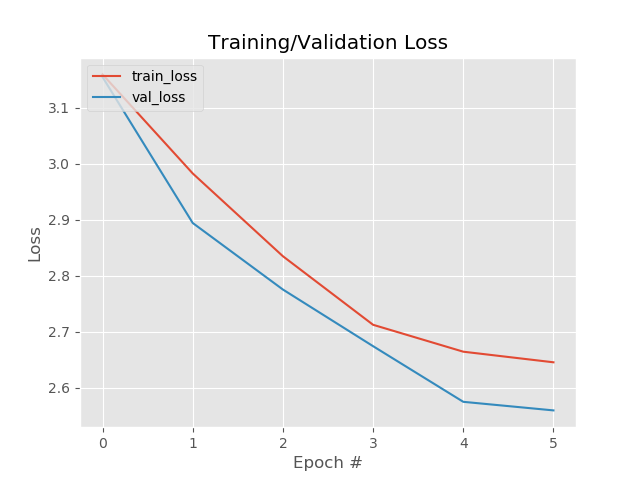 Training/Validation Loss
train_loss
val_loss
3.1
3.0
2.9
2.8
2.7
2.6
Loss
0 1 2 3 4 5
Epoch #